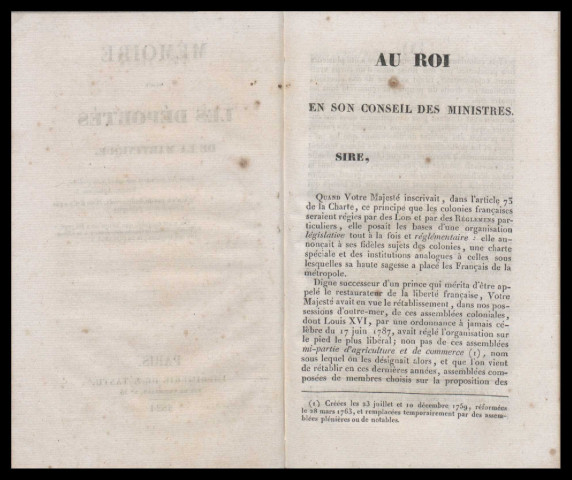 AU ROI
EN SON CONSEIL DES MINISTRES.
SIRE,
QUAND Votre Majesté inscrivait, dans l'article 73
de la Charte, ce principe que les colonies françaises
seraient régies par des Lois et par des RÉGLEMENS par-
ticuliers, elle posait les bases d'une organisation
législative tout à la fois et réglémentaire : elle an-
nonçait à ses fidèles sujets des colonies, une charte
spéciale et des institutions analogues à celles sous
lesquelles sa haute sagesse a placé les Français de la
métropole.
Digne successeur d'un prince qui mérita d'être ap-
pelé le restaurateur de la liberté française, Votre
Majesté avait en vue le rétablissement, dans nos pos-
sessions d'outre-mer, de ces assemblées coloniales,
dont Louis XVI, par une ordonnance à jamais cé-
lèbre du 17 juin 1787, avait réglé l'organisation sur
le pied le plus libéral; non pas de ces assemblées
mi-partie d'agriculture et de commerce (1), nom
sous lequel on les désignait alors, et que l'on vient
de rétablir en ces dernières années, assemblées com-
posées de membres choisis sur la proposition des
(1) Créées les 23 juillet et 10 décembre 1759, réformées
le 28 mars 1763, et remplacées temporairement par des assem-
blées plénières ou de notables.
MÉMOIRE
LES DÉPORTÉS
DE LA MARTINIQUE.
PARIS